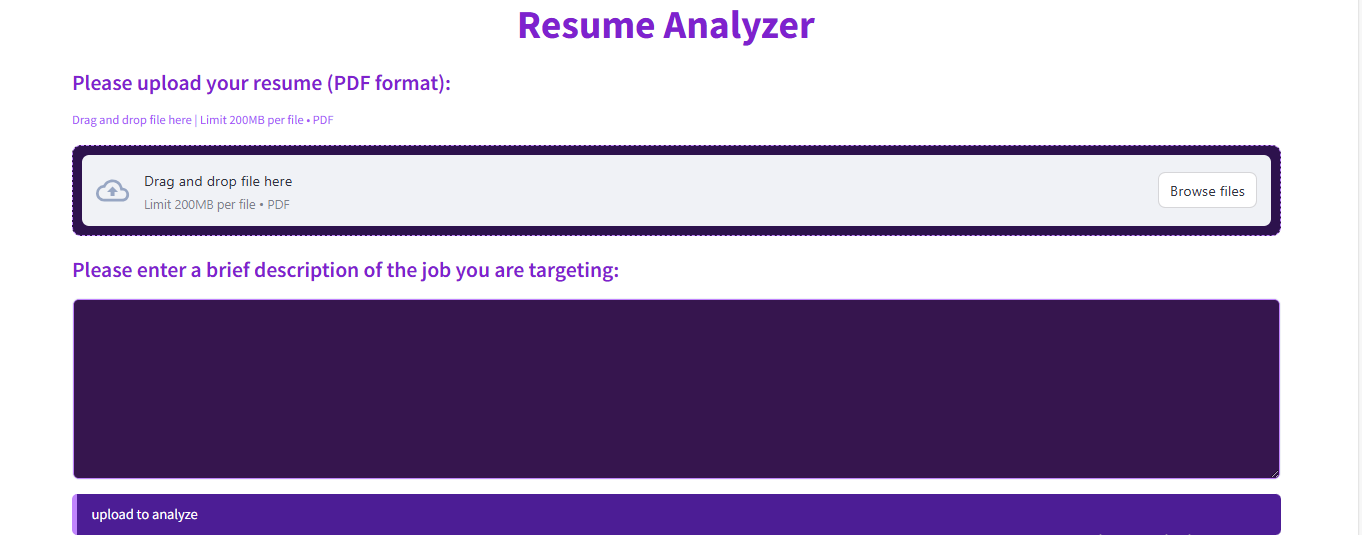 Resume Analyzer
Please upload your resume (PDF format):
Drag and drop file here | Limit 200MB per file • PDF
Drag and drop file here
Limit 200MB per file • PDF
Browse files
Please enter a brief description of the job you are targeting:
upload to analyze